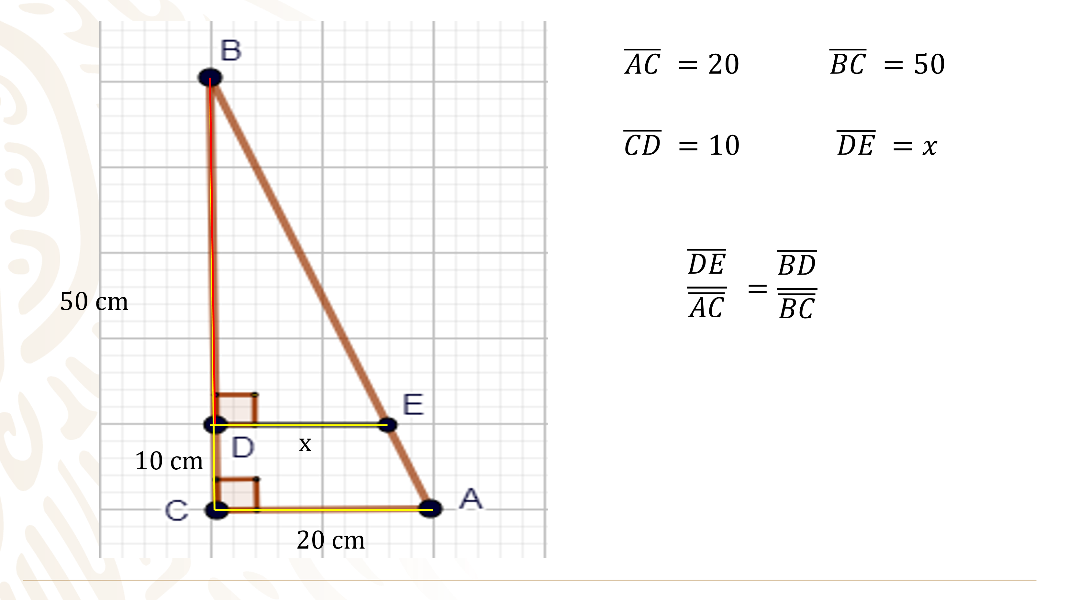 B
50 cm
E
D
x
10 cm
C
A
20 cm
AC = 20
BC = 50
CD = 10
DE = x
DE/AC = BD/BC